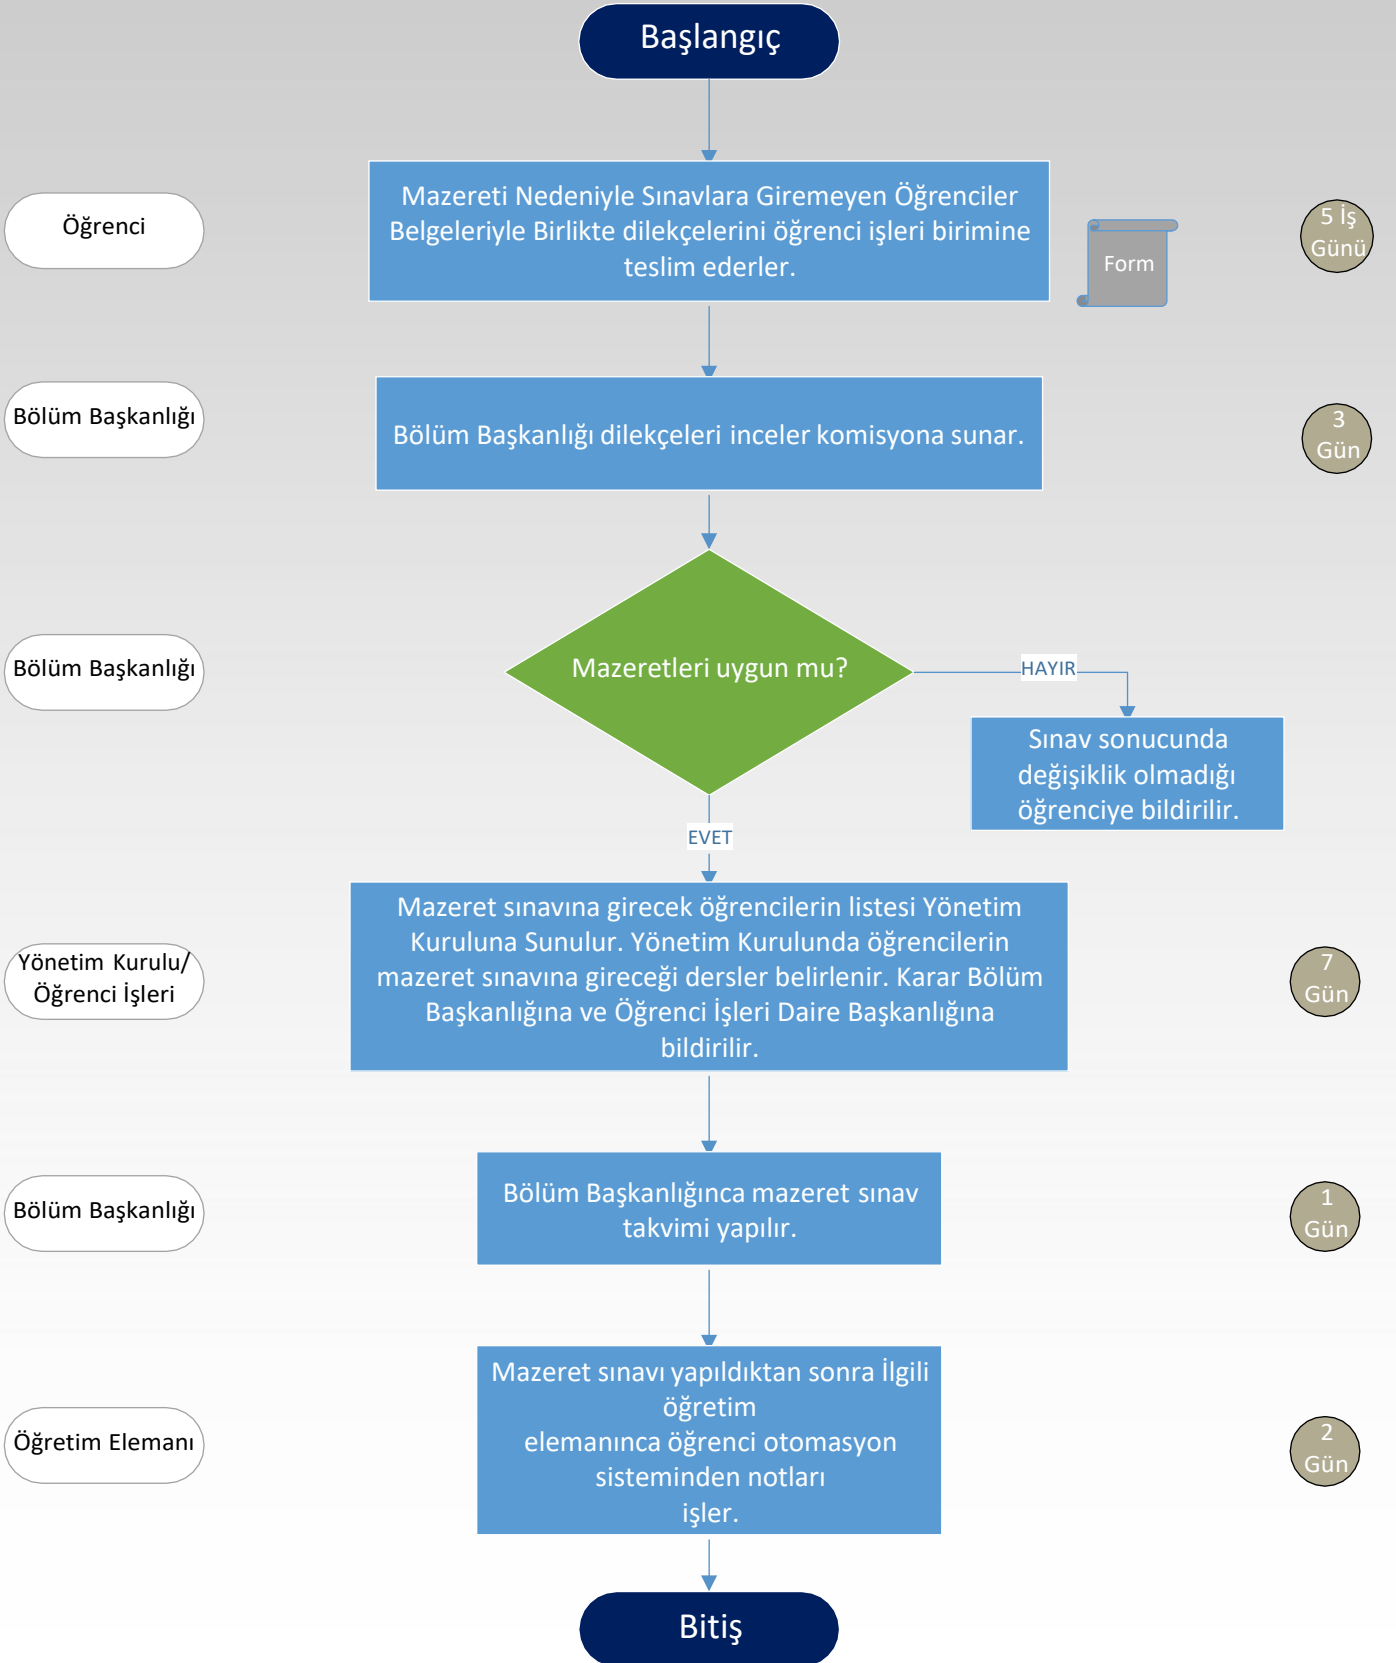 Başlangıç
Öğrenci
Mazereti Nedeniyle Sınavlara Giremeyen Öğrenciler
Belgeleriyle Birlikte dilekçelerini öğrenci işleri birimine
teslim ederler.
Form
5 İş
Günü
Bölüm Başkanlığı
Bölüm Başkanlığı dilekçeleri inceler komisyona sunar.
3
Gün
Bölüm Başkanlığı
Mazeretleri uygun mu?
HAYIR
Sınav sonucunda
değişiklik olmadığı
öğrenciye bildirilir.
EVET
Yönetim Kurulu/
Öğrenci İşleri
Mazeret sınavına girecek öğrencilerin listesi Yönetim
Kuruluna Sunulur. Yönetim Kurulunda öğrencilerin
mazeret sınavına gireceği dersler belirlenir. Karar Bölüm
Başkanlığına ve Öğrenci İşleri Daire Başkanlığına
bildirilir.
7
Gün
Bölüm Başkanlığı
Bölüm Başkanlığınca mazeret sınav
takvimi yapılır.
1
Gün
Öğretim Elemanı
Mazeret sınavı yapıldıktan sonra İlgili
öğretim
elemanınca öğrenci otomasyon
sisteminden notları
işler.
2
Gün
Bitiş